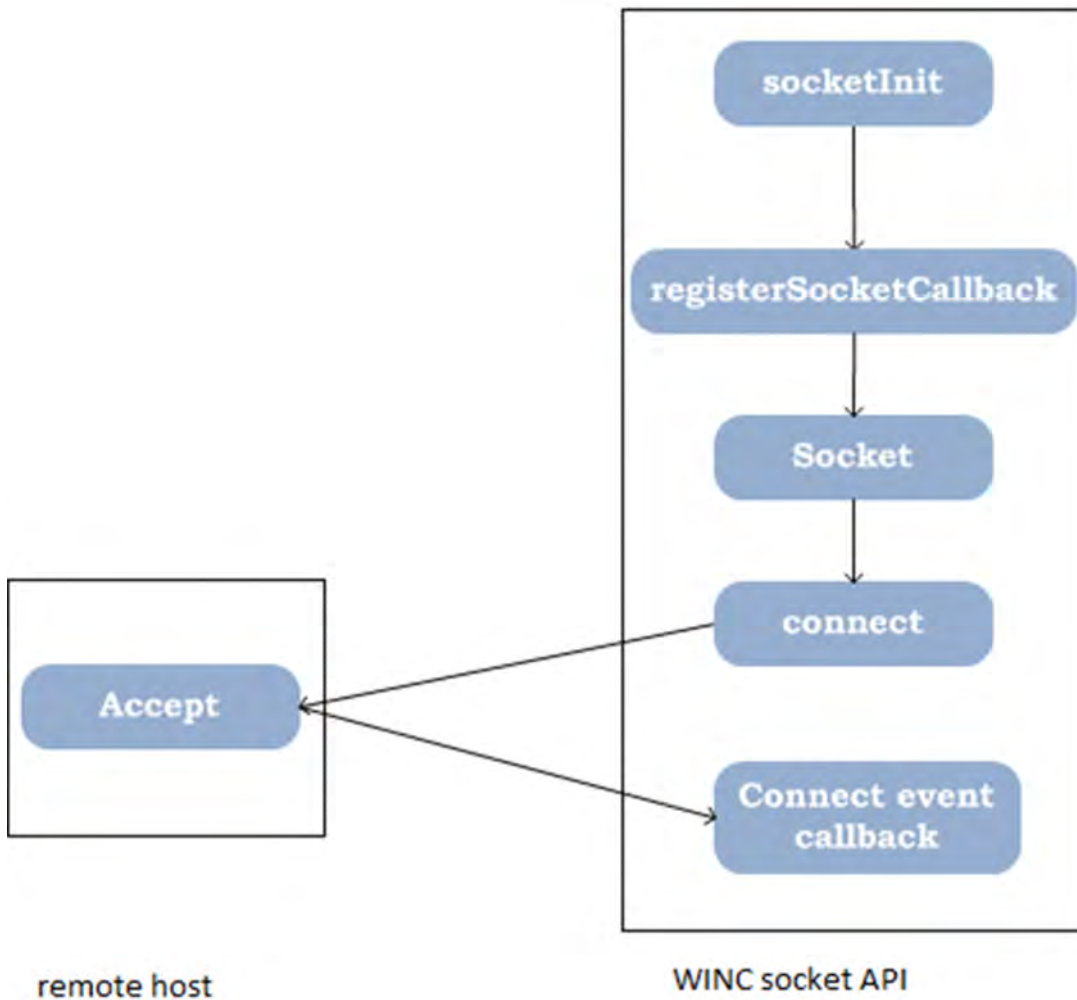 socketInit
registerSocketCallback
Socket
connect
Accept
Connect event
callback
remote host
WINC socket API